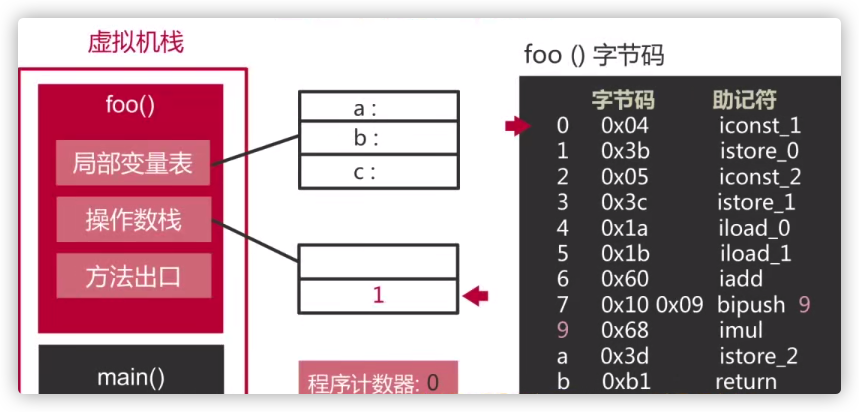 虚拟机栈
foo()
局部变量表
操作数栈
方法出口
main()
a :
b :
c :
1
程序计数器: 0
foo () 字节码
字节码 助记符
0 0x04 iconst_1
1 0x3b istore_0
2 0x05 iconst_2
3 0x3c istore_1
4 0x1a iload_0
5 0x1b iload_1
6 0x60 iadd
7 0x10 0x09 bipush 9
9 0x68 imul
a 0x3d istore_2
b 0xb1 return